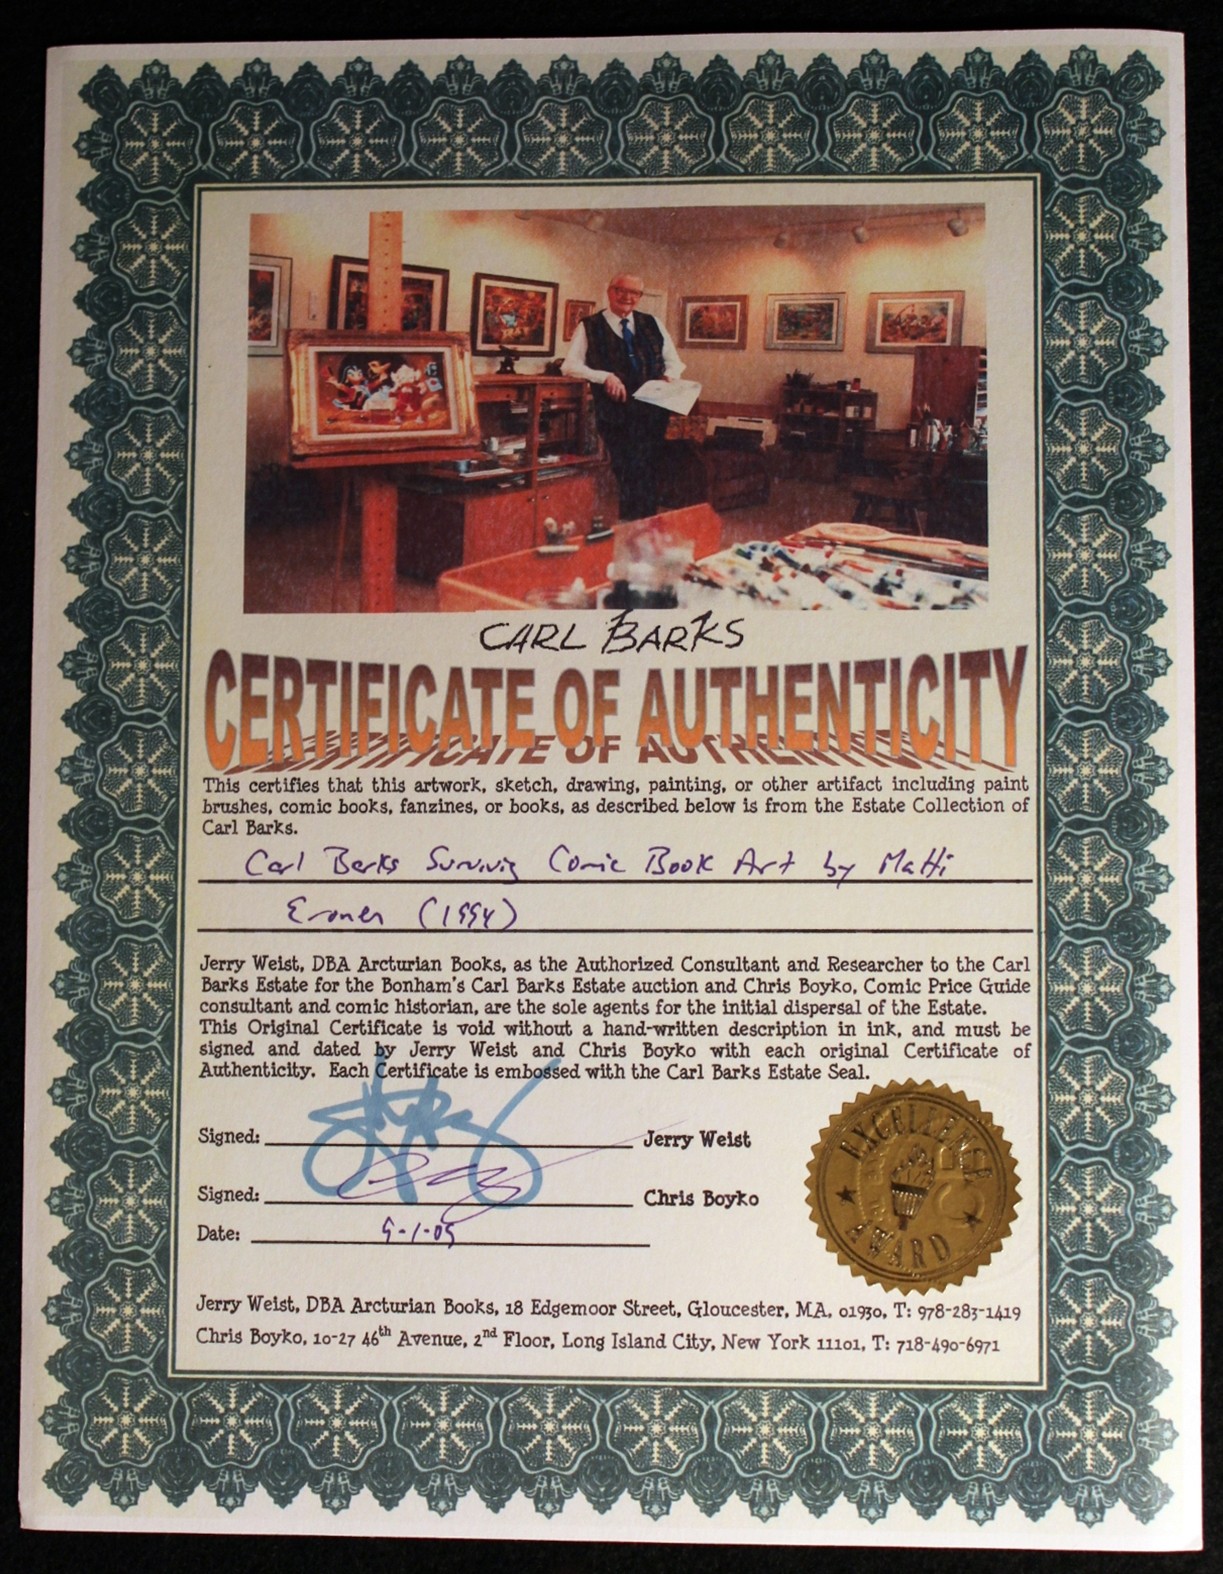 CARL BARKS
CERTIFICATE OF AUTHENTICITY
This certifies that this artwork, sketch, drawing, painting, or other artifact including paint
brushes, comic books, fanzines, or books, as described below is from the Estate Collection of
Carl Barks.
Carl Barks Surviving Comic Book Art by Matti
Eronen (1994)
Jerry Weist, DBA Arcturian Books, as the Authorized Consultant and Researcher to the Carl
Barks Estate for the Bonham's Carl Barks Estate auction and Chris Boyko, Comic Price Guide
consultant and comic historian, are the sole agents for the initial dispersal of the Estate.
This Original Certificate is void without a hand-written description in ink, and must be
signed and dated by Jerry Weist and Chris Boyko with each original Certificate of
Authenticity. Each Certificate is embossed with the Carl Barks Estate Seal.
Signed: Jerry Weist
Signed: Chris Boyko
Date: 9-1-05
EXCELLENCE
AWARD
Jerry Weist, DBA Arcturian Books, 18 Edgemoor Street, Gloucester, MA, 01930, T: 978-283-1419
Chris Boyko, 10-27 46th Avenue, 2nd Floor, Long Island City, New York 11101, T: 718-490-6971